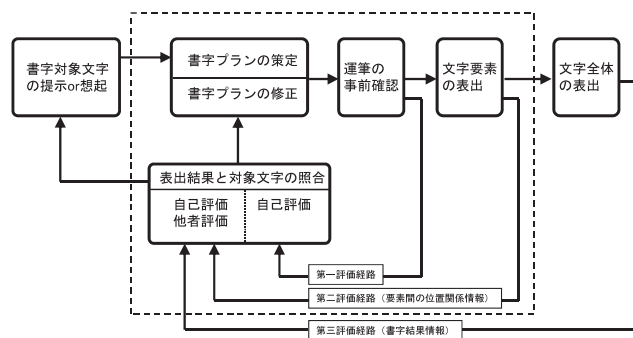 書字対象文字
の提示or想起
書字プランの策定
書字プランの修正
運筆の
事前確認
文字要素
の表出
文字全体
の表出
表出結果と対象文字の照合
自己評価
他者評価
自己評価
第一評価経路
第二評価経路（要素間の位置関係情報）
第三評価経路（書字結果情報）